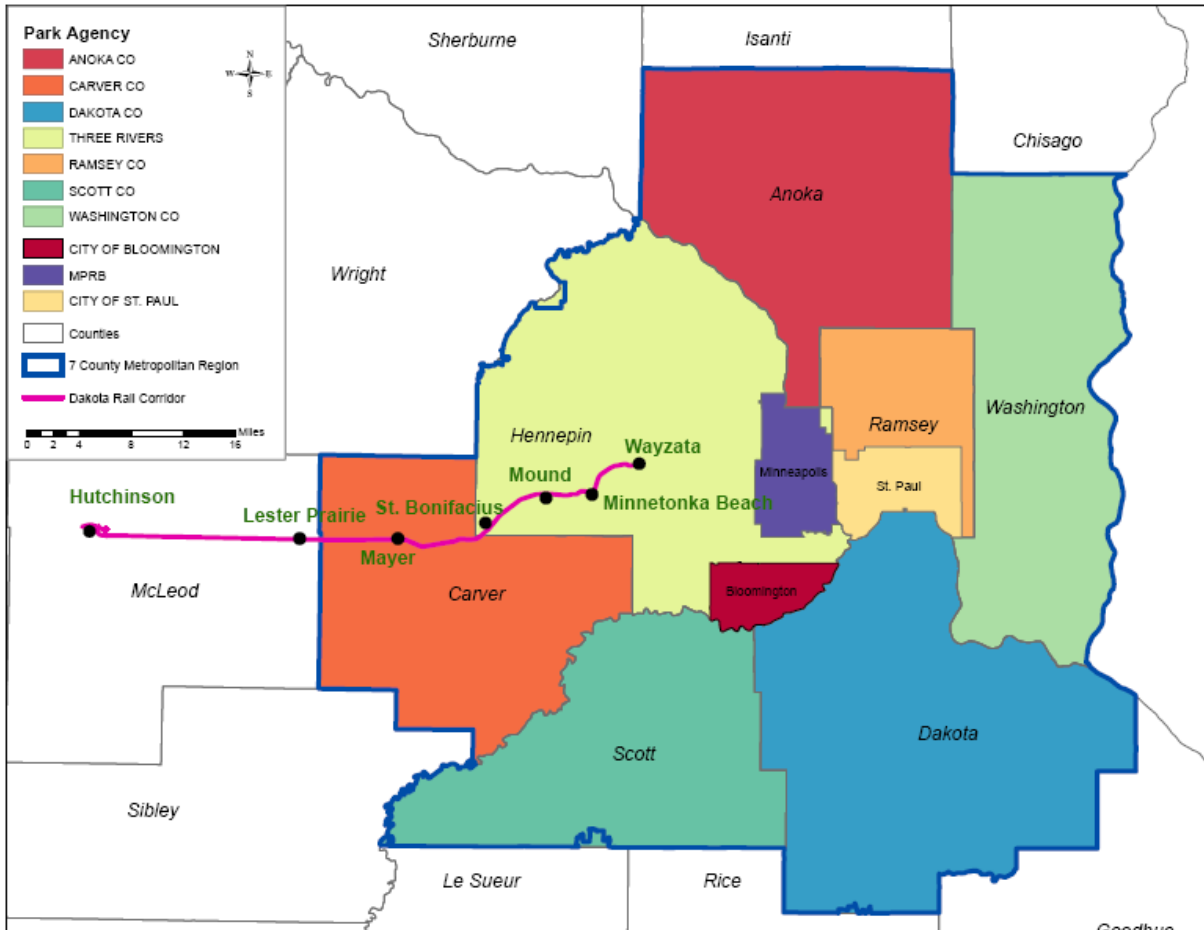 Park Agency
ANOKA CO
CARVER CO
DAKOTA CO
THREE RIVERS
RAMSEY CO
SCOTT CO
WASHINGTON CO
CITY OF BLOOMINGTON
MPRB
CITY OF ST. PAUL
Counties
7 County Metropolitan Region
Dakota Rail Corridor
Miles
0 2 4 8 12 16
N
W E
S
Sherburne
Isanti
Chisago
Anoka
Wright
Washington
Hennepin
Ramsey
Wayzata
Mound
Minneapolis
St. Paul
Minnetonka Beach
Hutchinson
St. Bonifacius
Lester Prairie
Mayer
McLeod
Carver
Bloomington
Dakota
Scott
Sibley
Le Sueur
Rice
Goodhue